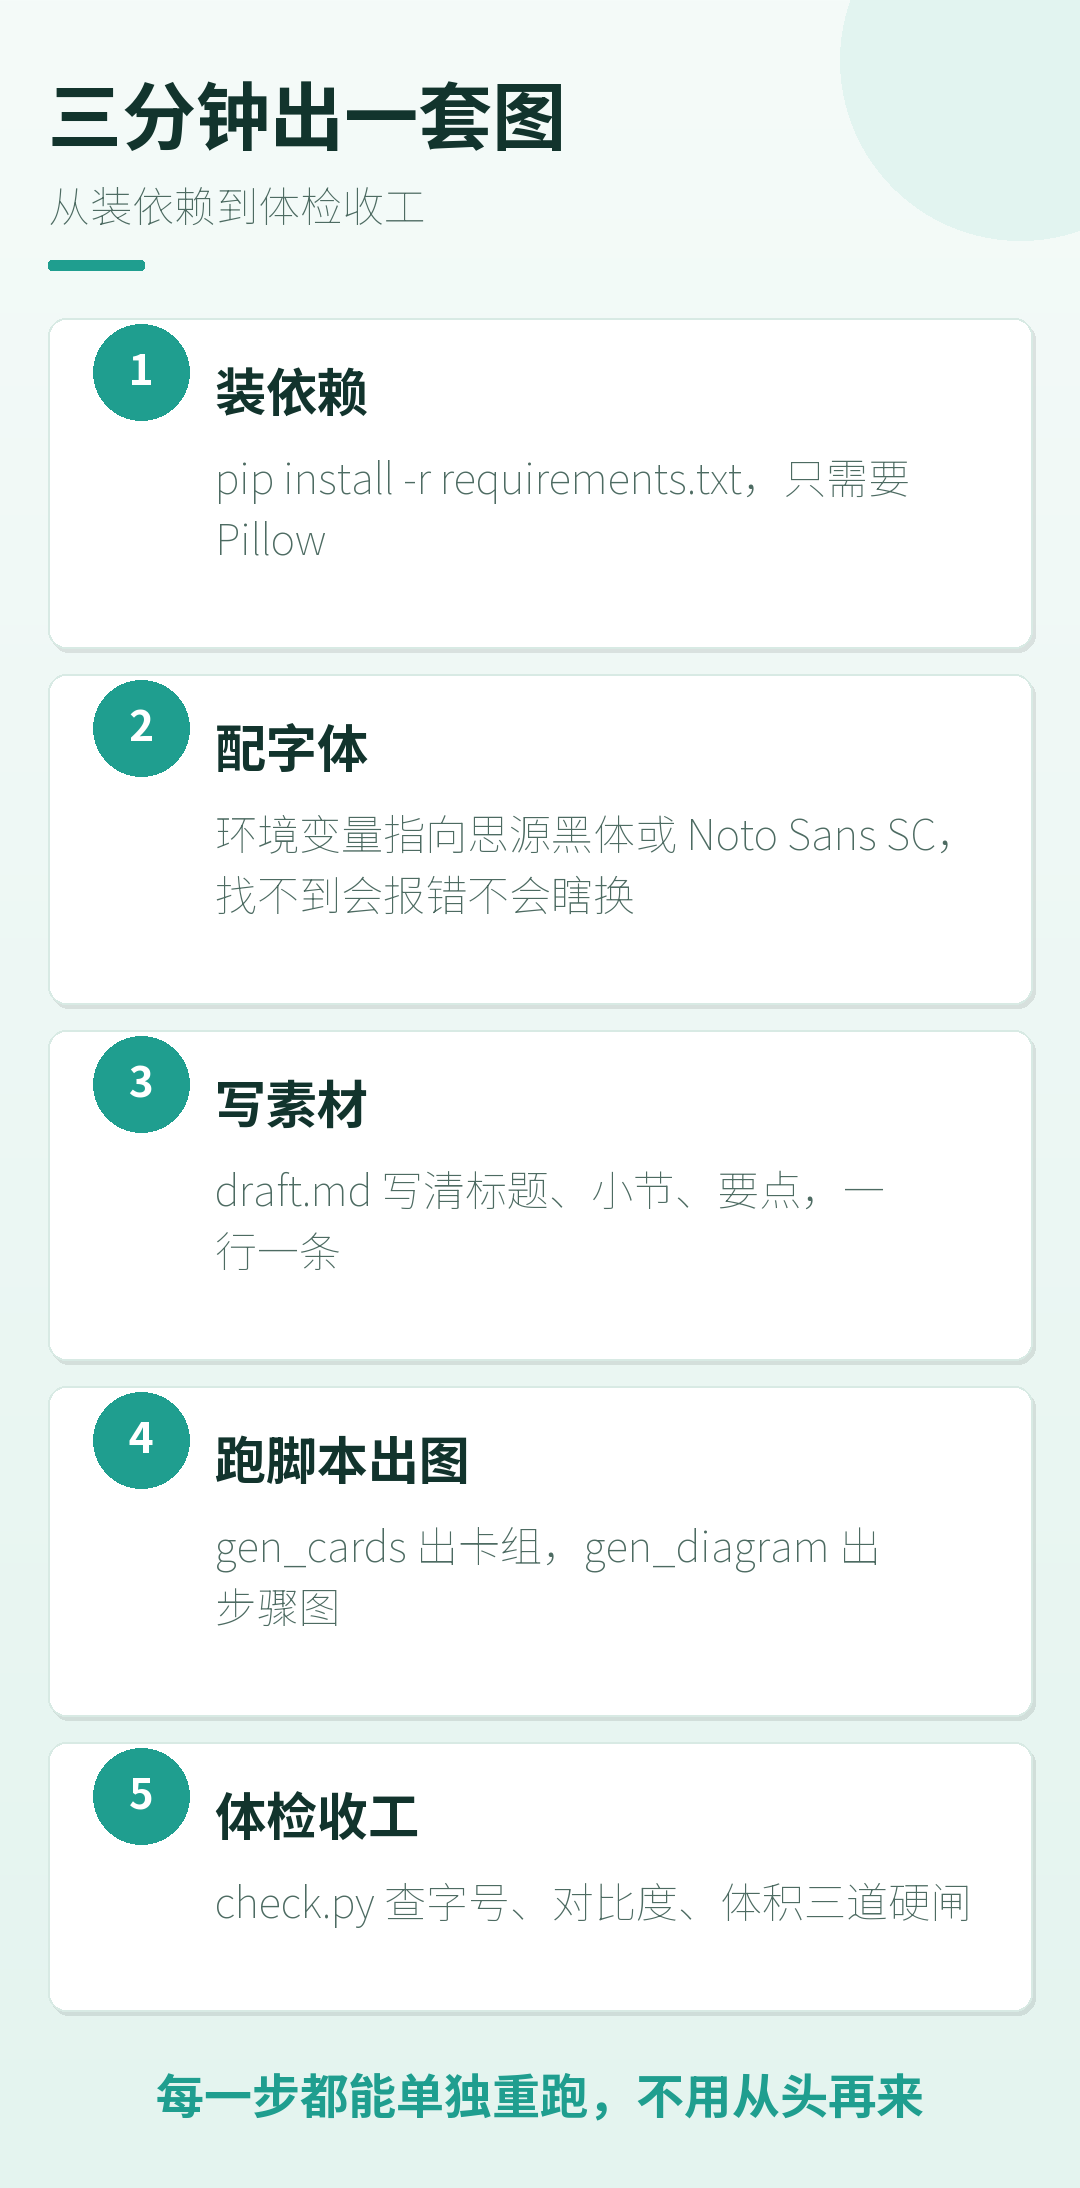 三分钟出一套图
从装依赖到体检收工
1
装依赖
pip install -r requirements.txt，只需要
Pillow
2
配字体
环境变量指向思源黑体或 Noto Sans SC，
找不到会报错不会瞎换
3
写素材
draft.md 写清标题、小节、要点，一
行一条
4
跑脚本出图
gen_cards 出卡组，gen_diagram 出
步骤图
5
体检收工
check.py 查字号、对比度、体积三道硬闸
每一步都能单独重跑，不用从头再来